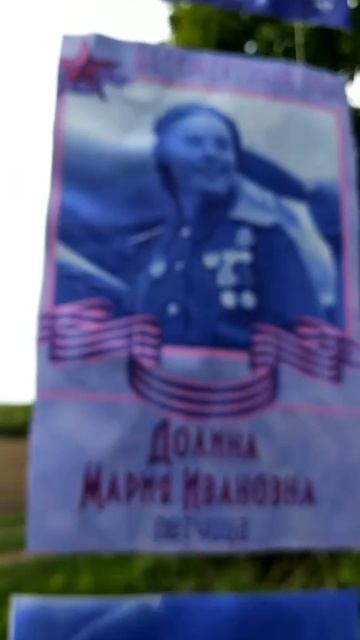 Долина
Мария Ивановна
летчица